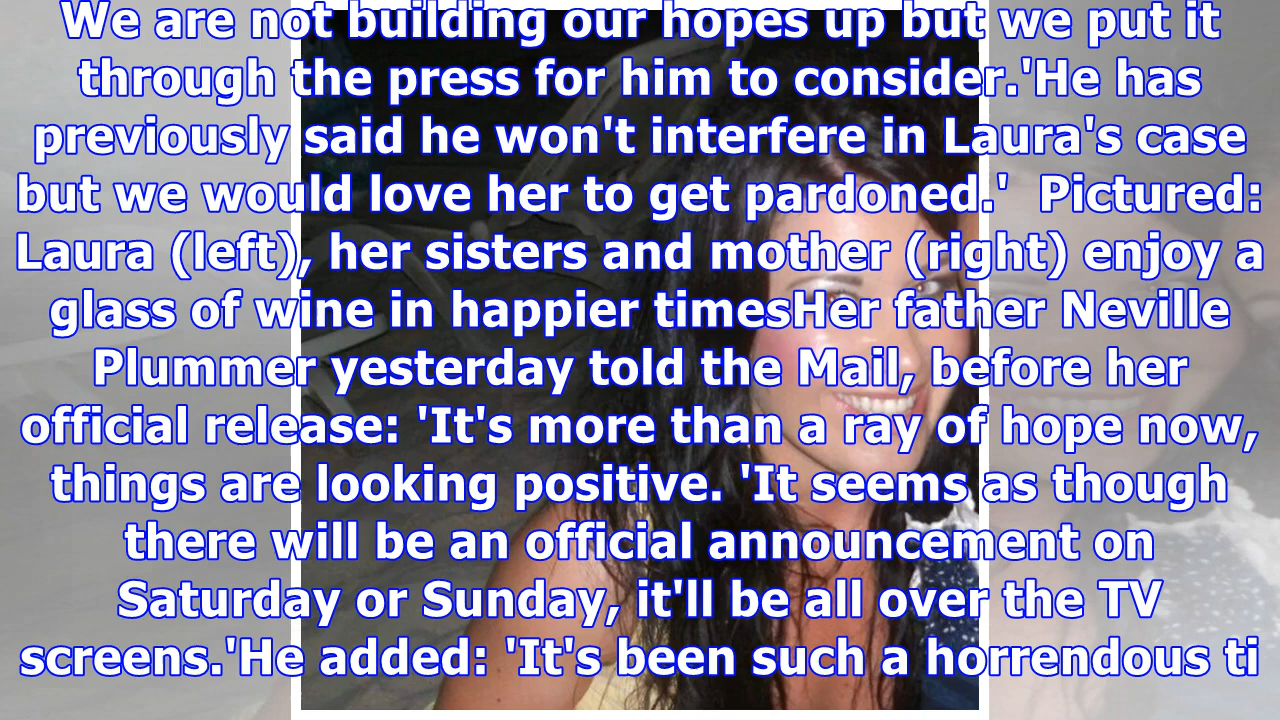 We are not building our hopes up but we put it
through the press for him to consider.'He has
previously said he won't interfere in Laura's case
but we would love her to get pardoned.'  Pictured:
Laura (left), her sisters and mother (right) enjoy a
glass of wine in happier timesHer father Neville
Plummer yesterday told the Mail, before her
official release: 'It's more than a ray of hope now,
things are looking positive. 'It seems as though
there will be an official announcement on
Saturday or Sunday, it'll be all over the TV
screens.'He added: 'It's been such a horrendous ti